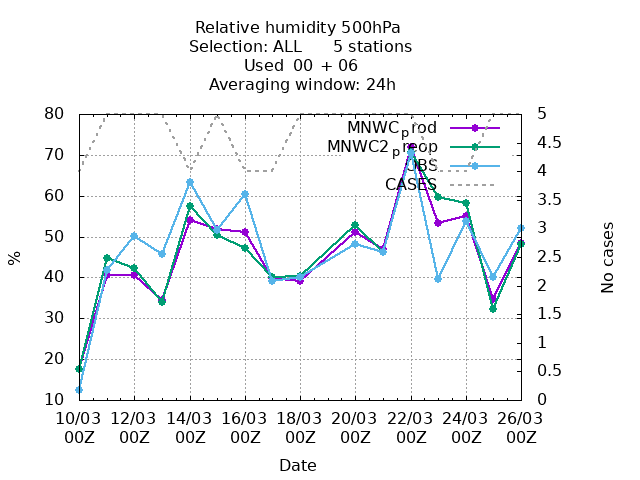 Relative humidity 500hPa
Selection: ALL 5 stations
Used 00 + 06
Averaging window: 24h
80
70
60
50
40
30
20
10
%
5
4.5
4
3.5
3
2.5
2
1.5
1
0.5
0
No cases
MNWC_prod
MNWC2_preop
OBS
CASES
10/03 12/03 14/03 16/03 18/03 20/03 22/03 24/03 26/03
00Z 00Z 00Z 00Z 00Z 00Z 00Z 00Z 00Z
Date